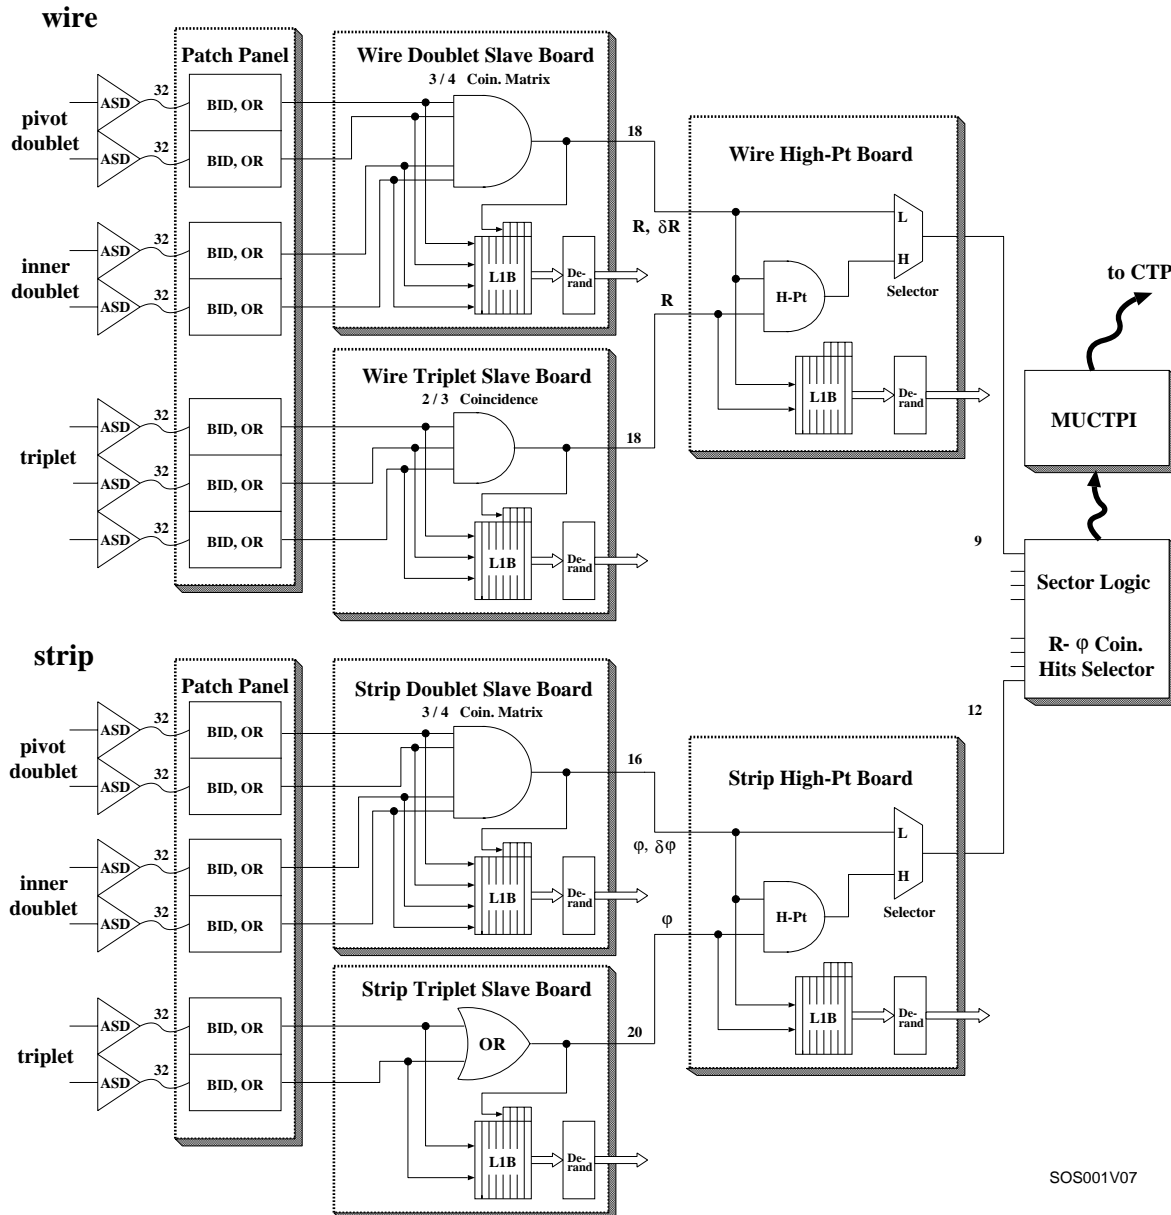 wire
Patch Panel
Wire Doublet Slave Board
3 / 4 Coin. Matrix
pivot
doublet
ASD
32
BID, OR
ASD
32
BID, OR
18
R, δR
inner
doublet
ASD
32
BID, OR
ASD
32
BID, OR
L1B
De-
rand
Wire High-Pt Board
L
H
Selector
H-Pt
R
L1B
De-
rand
to CTP
MUCTPI
Wire Triplet Slave Board
2 / 3 Coincidence
triplet
ASD
32
BID, OR
ASD
32
BID, OR
ASD
32
BID, OR
18
L1B
De-
rand
9
Sector Logic
R- φ Coin.
Hits Selector
12
strip
Patch Panel
Strip Doublet Slave Board
3 / 4 Coin. Matrix
pivot
doublet
ASD
32
BID, OR
ASD
32
BID, OR
16
φ, δφ
inner
doublet
ASD
32
BID, OR
ASD
32
BID, OR
L1B
De-
rand
Strip High-Pt Board
L
H
Selector
H-Pt
φ
L1B
De-
rand
Strip Triplet Slave Board
triplet
ASD
32
BID, OR
ASD
32
BID, OR
OR
20
L1B
De-
rand
SOS001V07